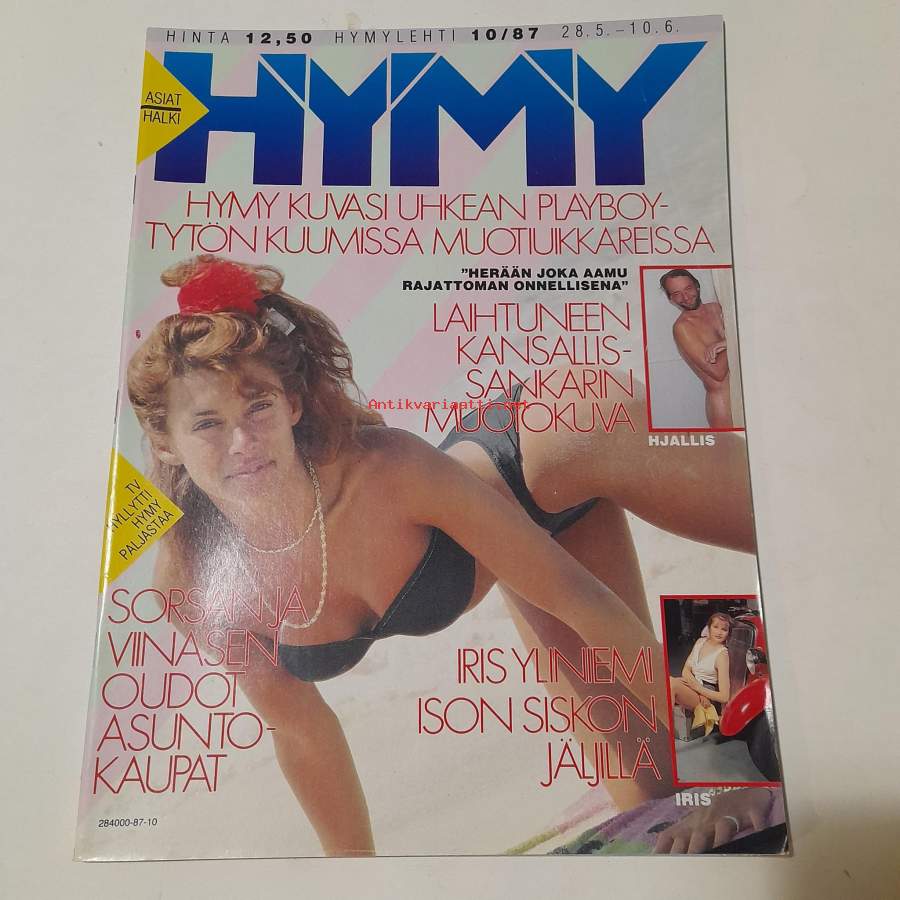 HINTA 12,50 HYMYLEHTI 10/87 28.5.–10.6.
HYMY
ASIAT
HALKI
HYMY KUVASI UHKEAN PLAYBOY-
TYTÖN KUUMISSA MUOTIUIKKAREISSA
”HERÄÄN JOKA AAMU
RAJATTOMAN ONNELLISENA”
LAIHTUNEEN
KANSALLIS-
SANKARIN
MUOTOKUVA
HJALLIS
Antikvariaatti.net
TV
HYLLYTTI
HYMY
PALJASTAA
SORSAN JA
VIINASEN
OUDOT
ASUNTO-
KAUPAT
IRIS YLINIEMI
ISON SISKON
JÄLJILLÄ
IRIS
284000-87-10